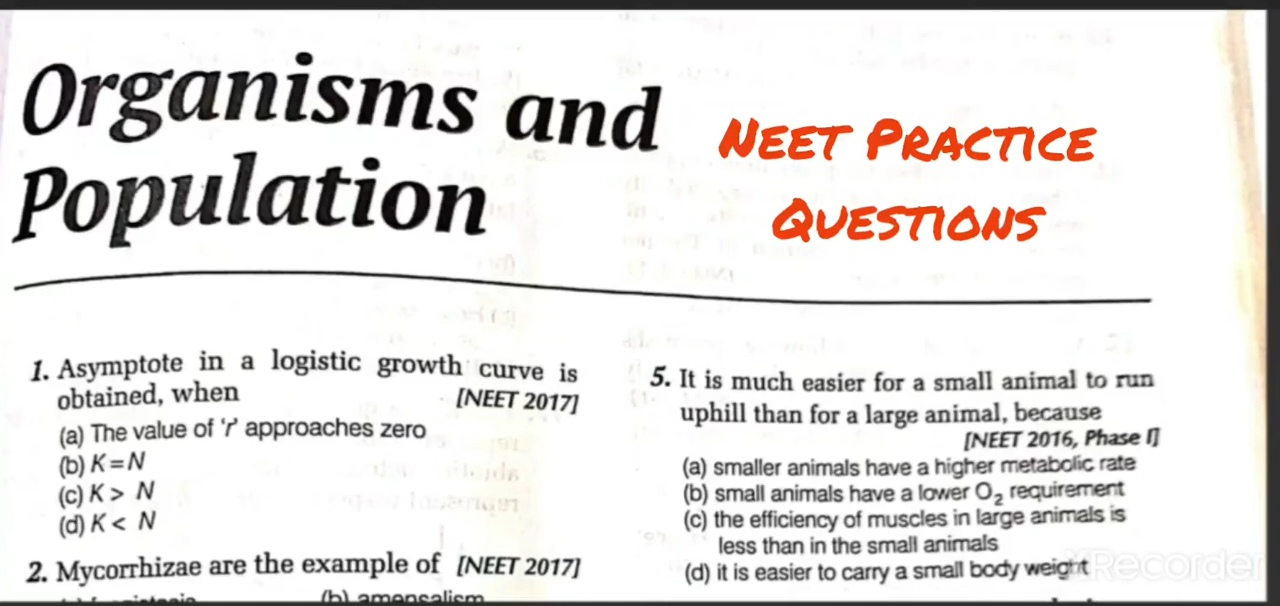 Organisms and
Population
NEET PRACTICE
QUESTIONS
1. Asymptote in a logistic growth curve is
obtained, when [NEET 2017]
(a) The value of 'r' approaches zero
(b) K = N
(c) K > N
(d) K < N
2. Mycorrhizae are the example of [NEET 2017]
(b) amensalism
5. It is much easier for a small animal to run
uphill than for a large animal, because
[NEET 2016, Phase I]
(a) smaller animals have a higher metabolic rate
(b) small animals have a lower O₂ requirement
(c) the efficiency of muscles in large animals is
less than in the small animals
(d) it is easier to carry a small body weight
XRecorder